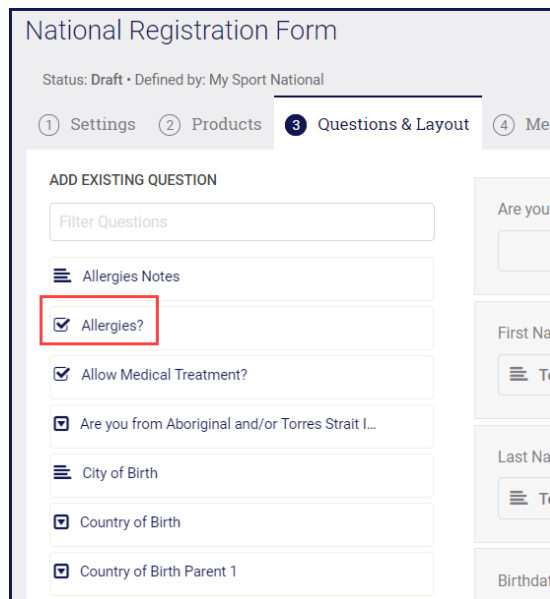 National Registration Form
Status: Draft • Defined by: My Sport National
1 Settings 2 Products 3 Questions & Layout 4 Me
ADD EXISTING QUESTION
Filter Questions
Allergies Notes
Allergies?
Allow Medical Treatment?
Are you from Aboriginal and/or Torres Strait I...
City of Birth
Country of Birth
Country of Birth Parent 1
Are you
First Na
Te
Last Na
Te
Birthdat